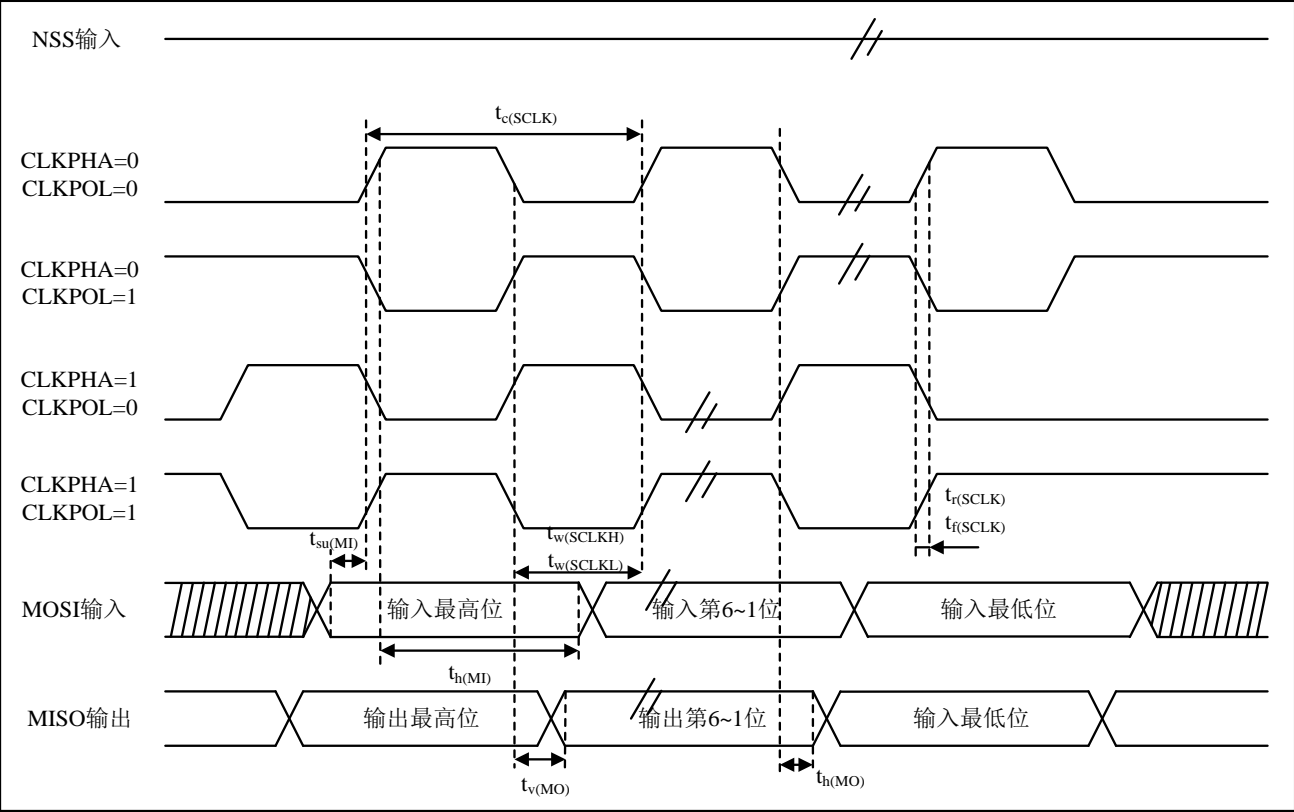 NSS输入
tc(SCLK)
CLKPHA=0
CLKPOL=0
CLKPHA=0
CLKPOL=1
CLKPHA=1
CLKPOL=0
CLKPHA=1
CLKPOL=1
tr(SCLK)
tf(SCLK)
tsu(MI)
tw(SCLKH)
tw(SCLKL)
MOSI输入
输入最高位
输入第6~1位
输入最低位
th(MI)
MISO输出
输出最高位
输出第6~1位
输入最低位
tv(MO)
th(MO)